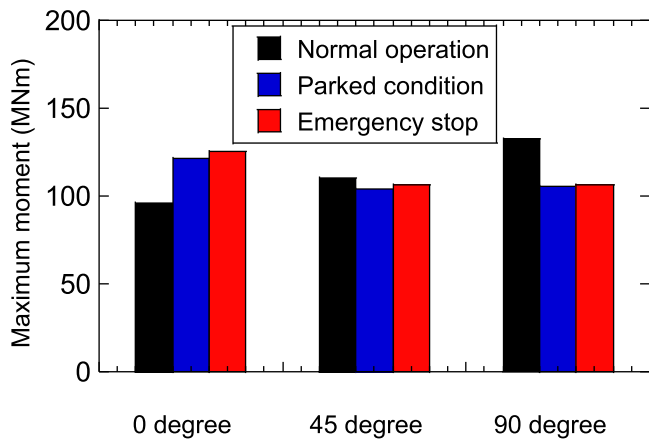 Maximum moment (MNm)
200
150
100
50
0
Normal operation
Parked condition
Emergency stop
0 degree 45 degree 90 degree